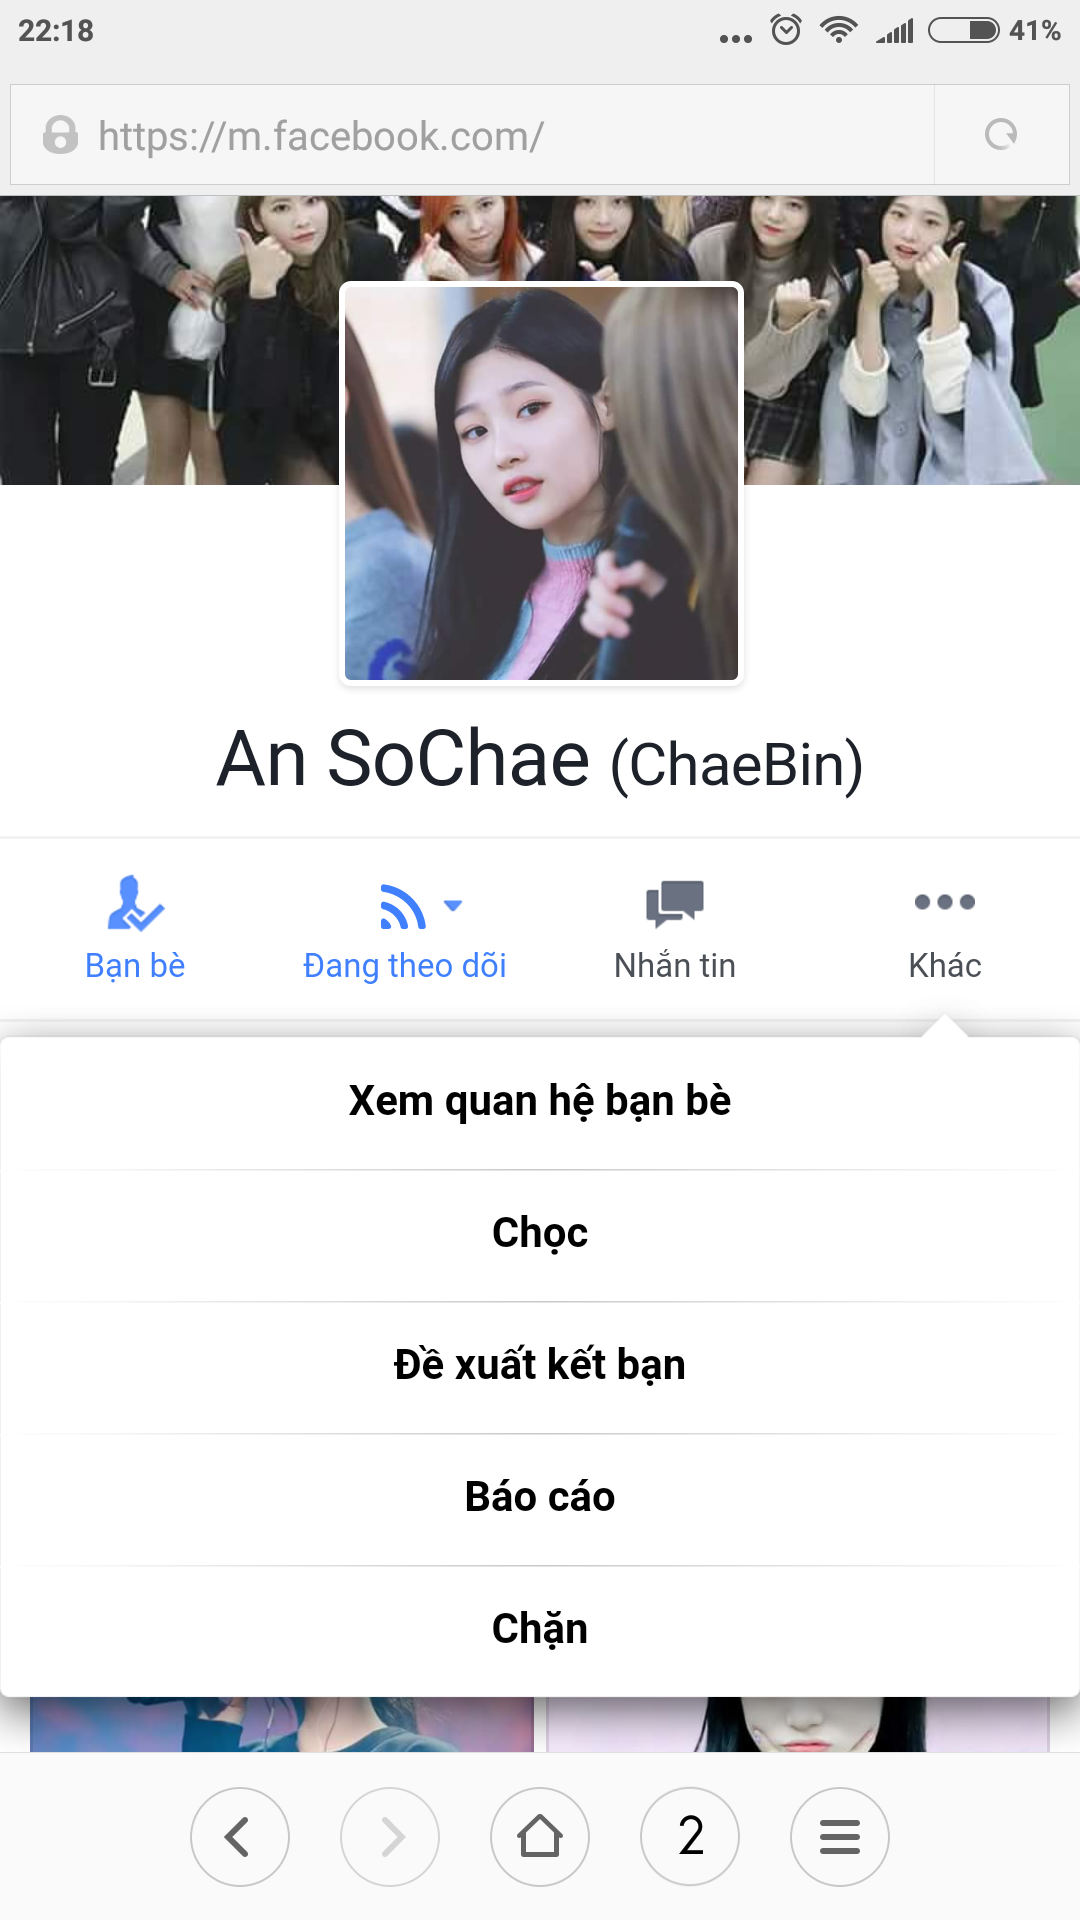 22:18
41%
https://m.facebook.com/
An SoChae (ChaeBin)
Bạn bè
Đang theo dõi
Nhắn tin
Khác
Xem quan hệ bạn bè
Chọc
Đề xuất kết bạn
Báo cáo
Chặn
2